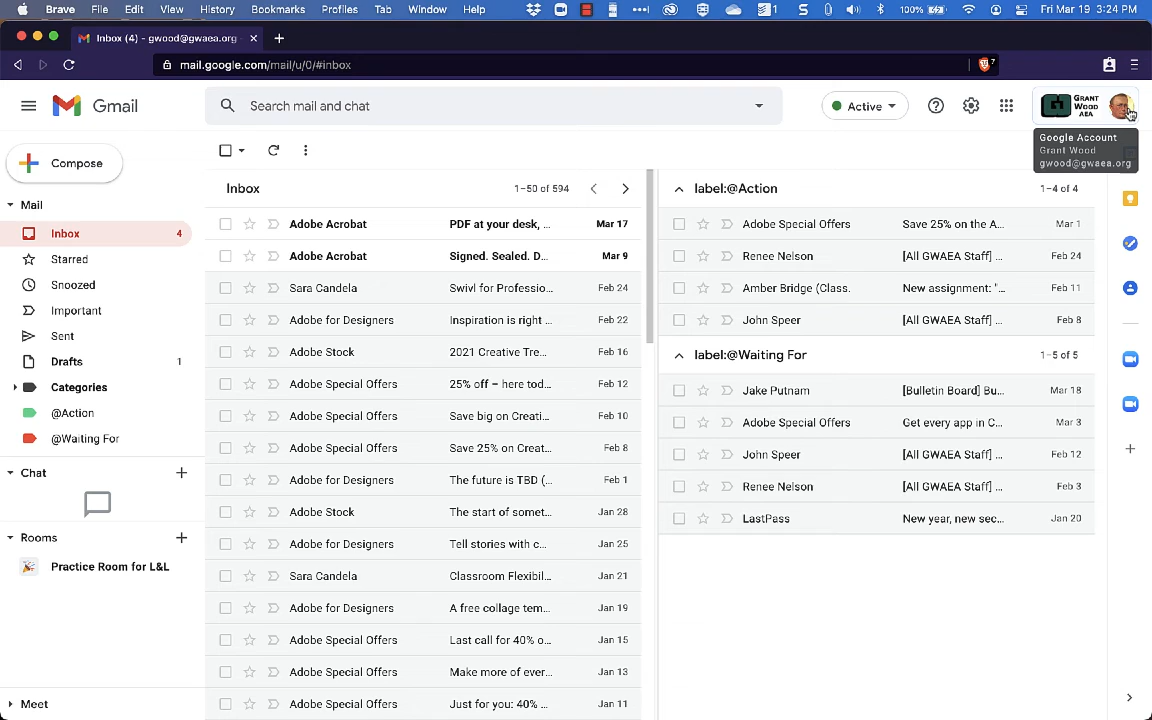 Brave File Edit View History Bookmarks Profiles Tab Window Help 100% Fri Mar 19 3:24 PM
Inbox (4) - gwood@gwaea.org -
mail.google.com/mail/u/0/#inbox 7
Gmail Search mail and chat Active GRANT WOOD AEA
Google Account
Grant Wood
gwood@gwaea.org
Compose
Mail
Inbox 4
Starred
Snoozed
Important
Sent
Drafts 1
Categories
@Action
@Waiting For
Chat
Rooms
Practice Room for L&L
Meet
Inbox 1–50 of 594
Adobe Acrobat PDF at your desk, ... Mar 17
Adobe Acrobat Signed. Sealed. D... Mar 9
Sara Candela Swivl for Professio... Feb 24
Adobe for Designers Inspiration is right ... Feb 22
Adobe Stock 2021 Creative Tre... Feb 16
Adobe Special Offers 25% off – here tod... Feb 12
Adobe Special Offers Save big on Creati... Feb 10
Adobe Special Offers Save 25% on Creat... Feb 8
Adobe for Designers The future is TBD (... Feb 1
Adobe Stock The start of somet... Jan 28
Adobe for Designers Tell stories with c... Jan 25
Sara Candela Classroom Flexibil... Jan 21
Adobe for Designers A free collage tem... Jan 19
Adobe Special Offers Last call for 40% o... Jan 15
Adobe Special Offers Make more of ever... Jan 13
Adobe Special Offers Just for you: 40% ... Jan 11
label:@Action 1–4 of 4
Adobe Special Offers Save 25% on the A... Mar 1
Renee Nelson [All GWAEA Staff] ... Feb 24
Amber Bridge (Class. New assignment: "... Feb 11
John Speer [All GWAEA Staff] ... Feb 8
label:@Waiting For 1–5 of 5
Jake Putnam [Bulletin Board] Bu... Mar 18
Adobe Special Offers Get every app in C... Mar 3
John Speer [All GWAEA Staff] ... Feb 12
Renee Nelson [All GWAEA Staff] ... Feb 3
LastPass New year, new sec... Jan 20